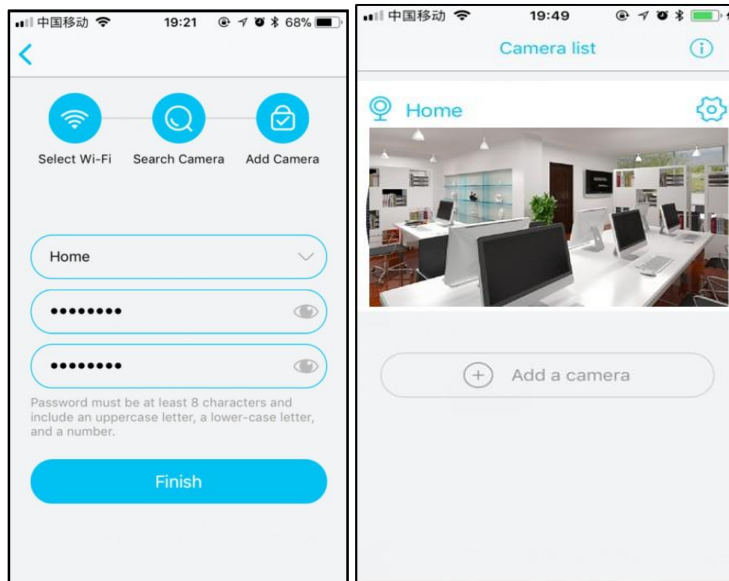 中国移动 19:21 68%
Select Wi-Fi Search Camera Add Camera
Home
••••••••
••••••••
Password must be at least 8 characters and
include an uppercase letter, a lower-case letter,
and a number.
Finish
中国移动 19:49
Camera list
Home
Add a camera